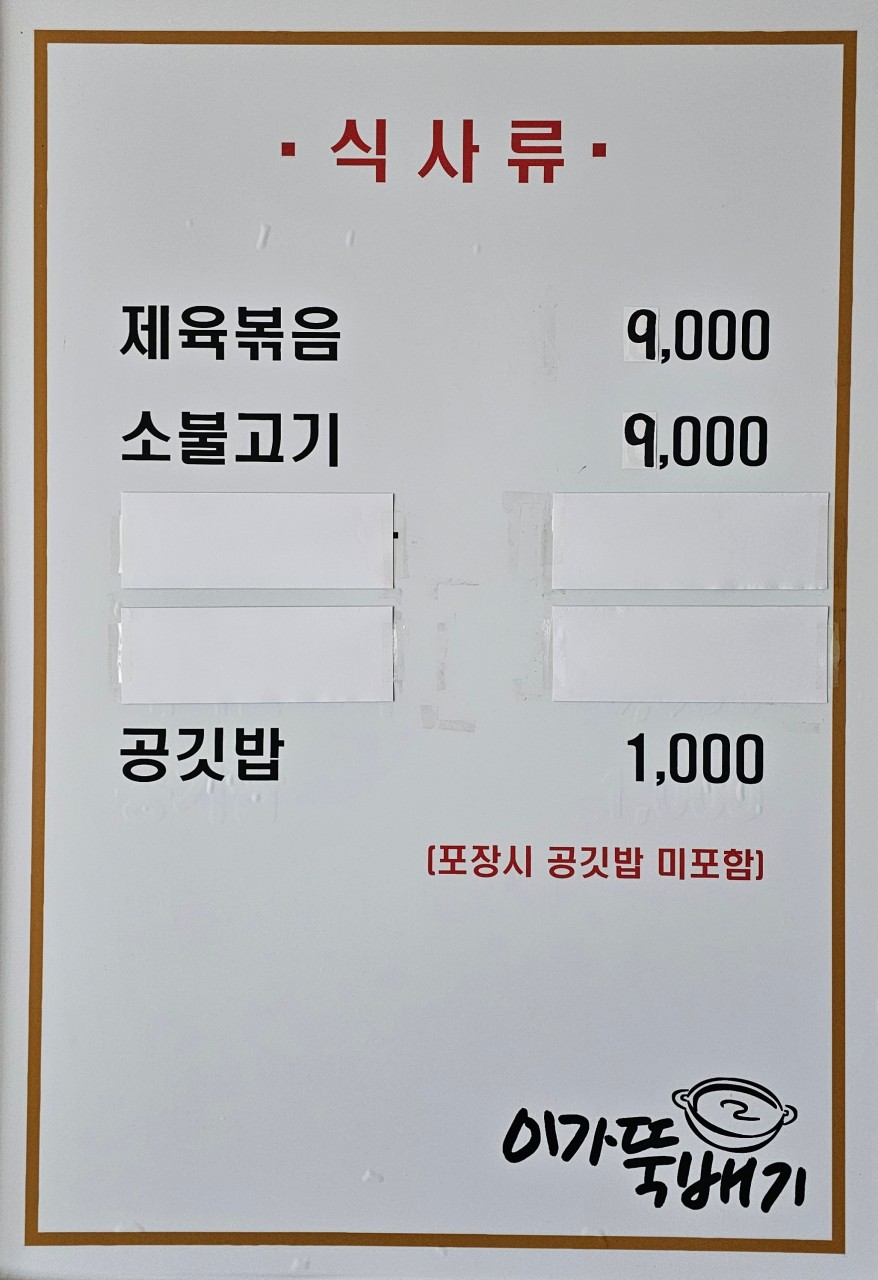 · 식사류 ·
제육볶음 9,000
소불고기 9,000
공깃밥 1,000
(포장시 공깃밥 미포함)
이가뚝배기